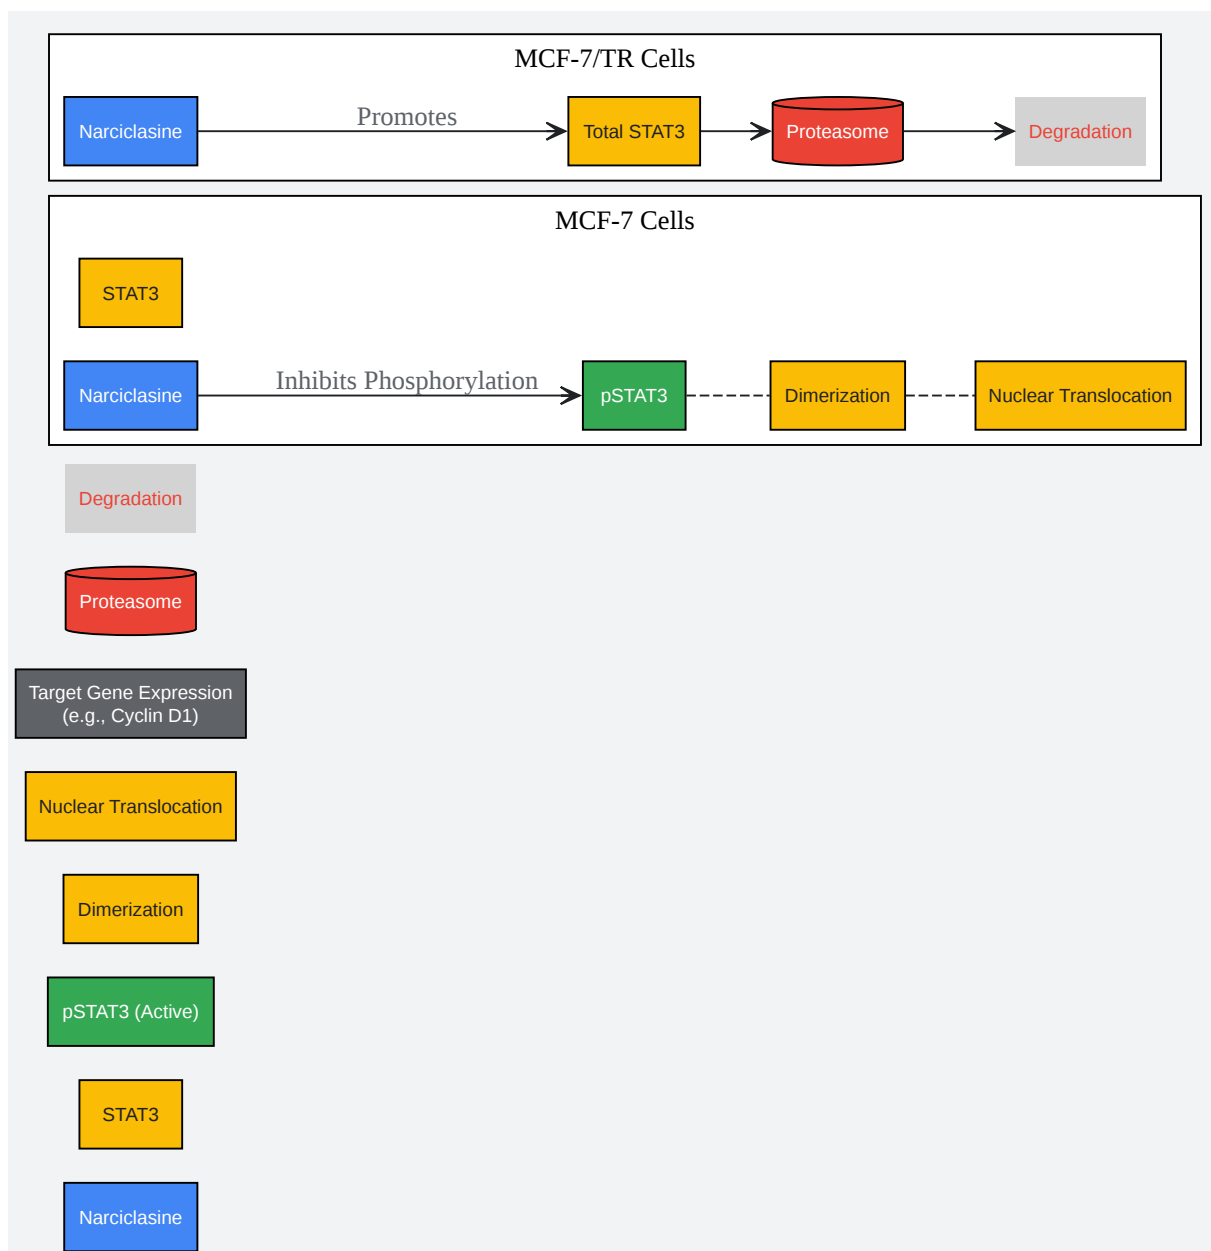 MCF-7/TR Cells
Narciclasine
Promotes
Total STAT3
Proteasome
Degradation
MCF-7 Cells
STAT3
Narciclasine
Inhibits Phosphorylation
pSTAT3
Dimerization
Nuclear Translocation
Degradation
Proteasome
Target Gene Expression
(e.g., Cyclin D1)
Nuclear Translocation
Dimerization
pSTAT3 (Active)
STAT3
Narciclasine